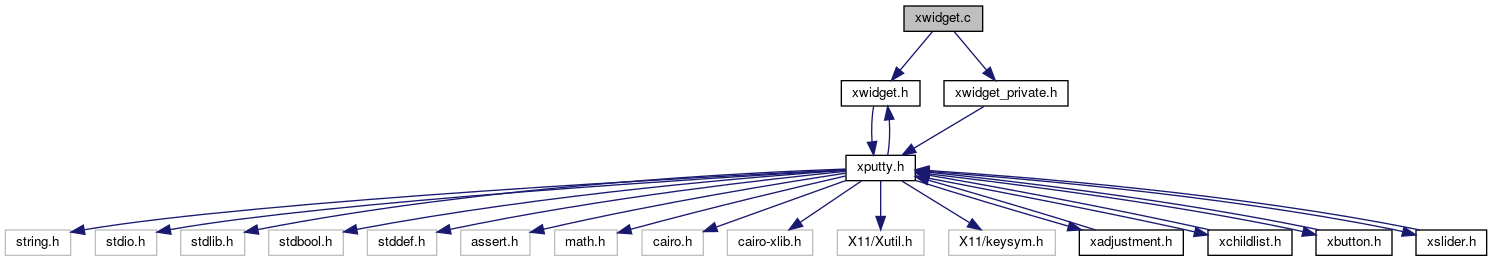 xwidget.c
xwidget.h
xwidget_private.h
xputty.h
string.h
stdio.h
stdlib.h
stdbool.h
stddef.h
assert.h
math.h
cairo.h
cairo-xlib.h
X11/Xutil.h
X11/keysym.h
xadjustment.h
xchildlist.h
xbutton.h
xslider.h